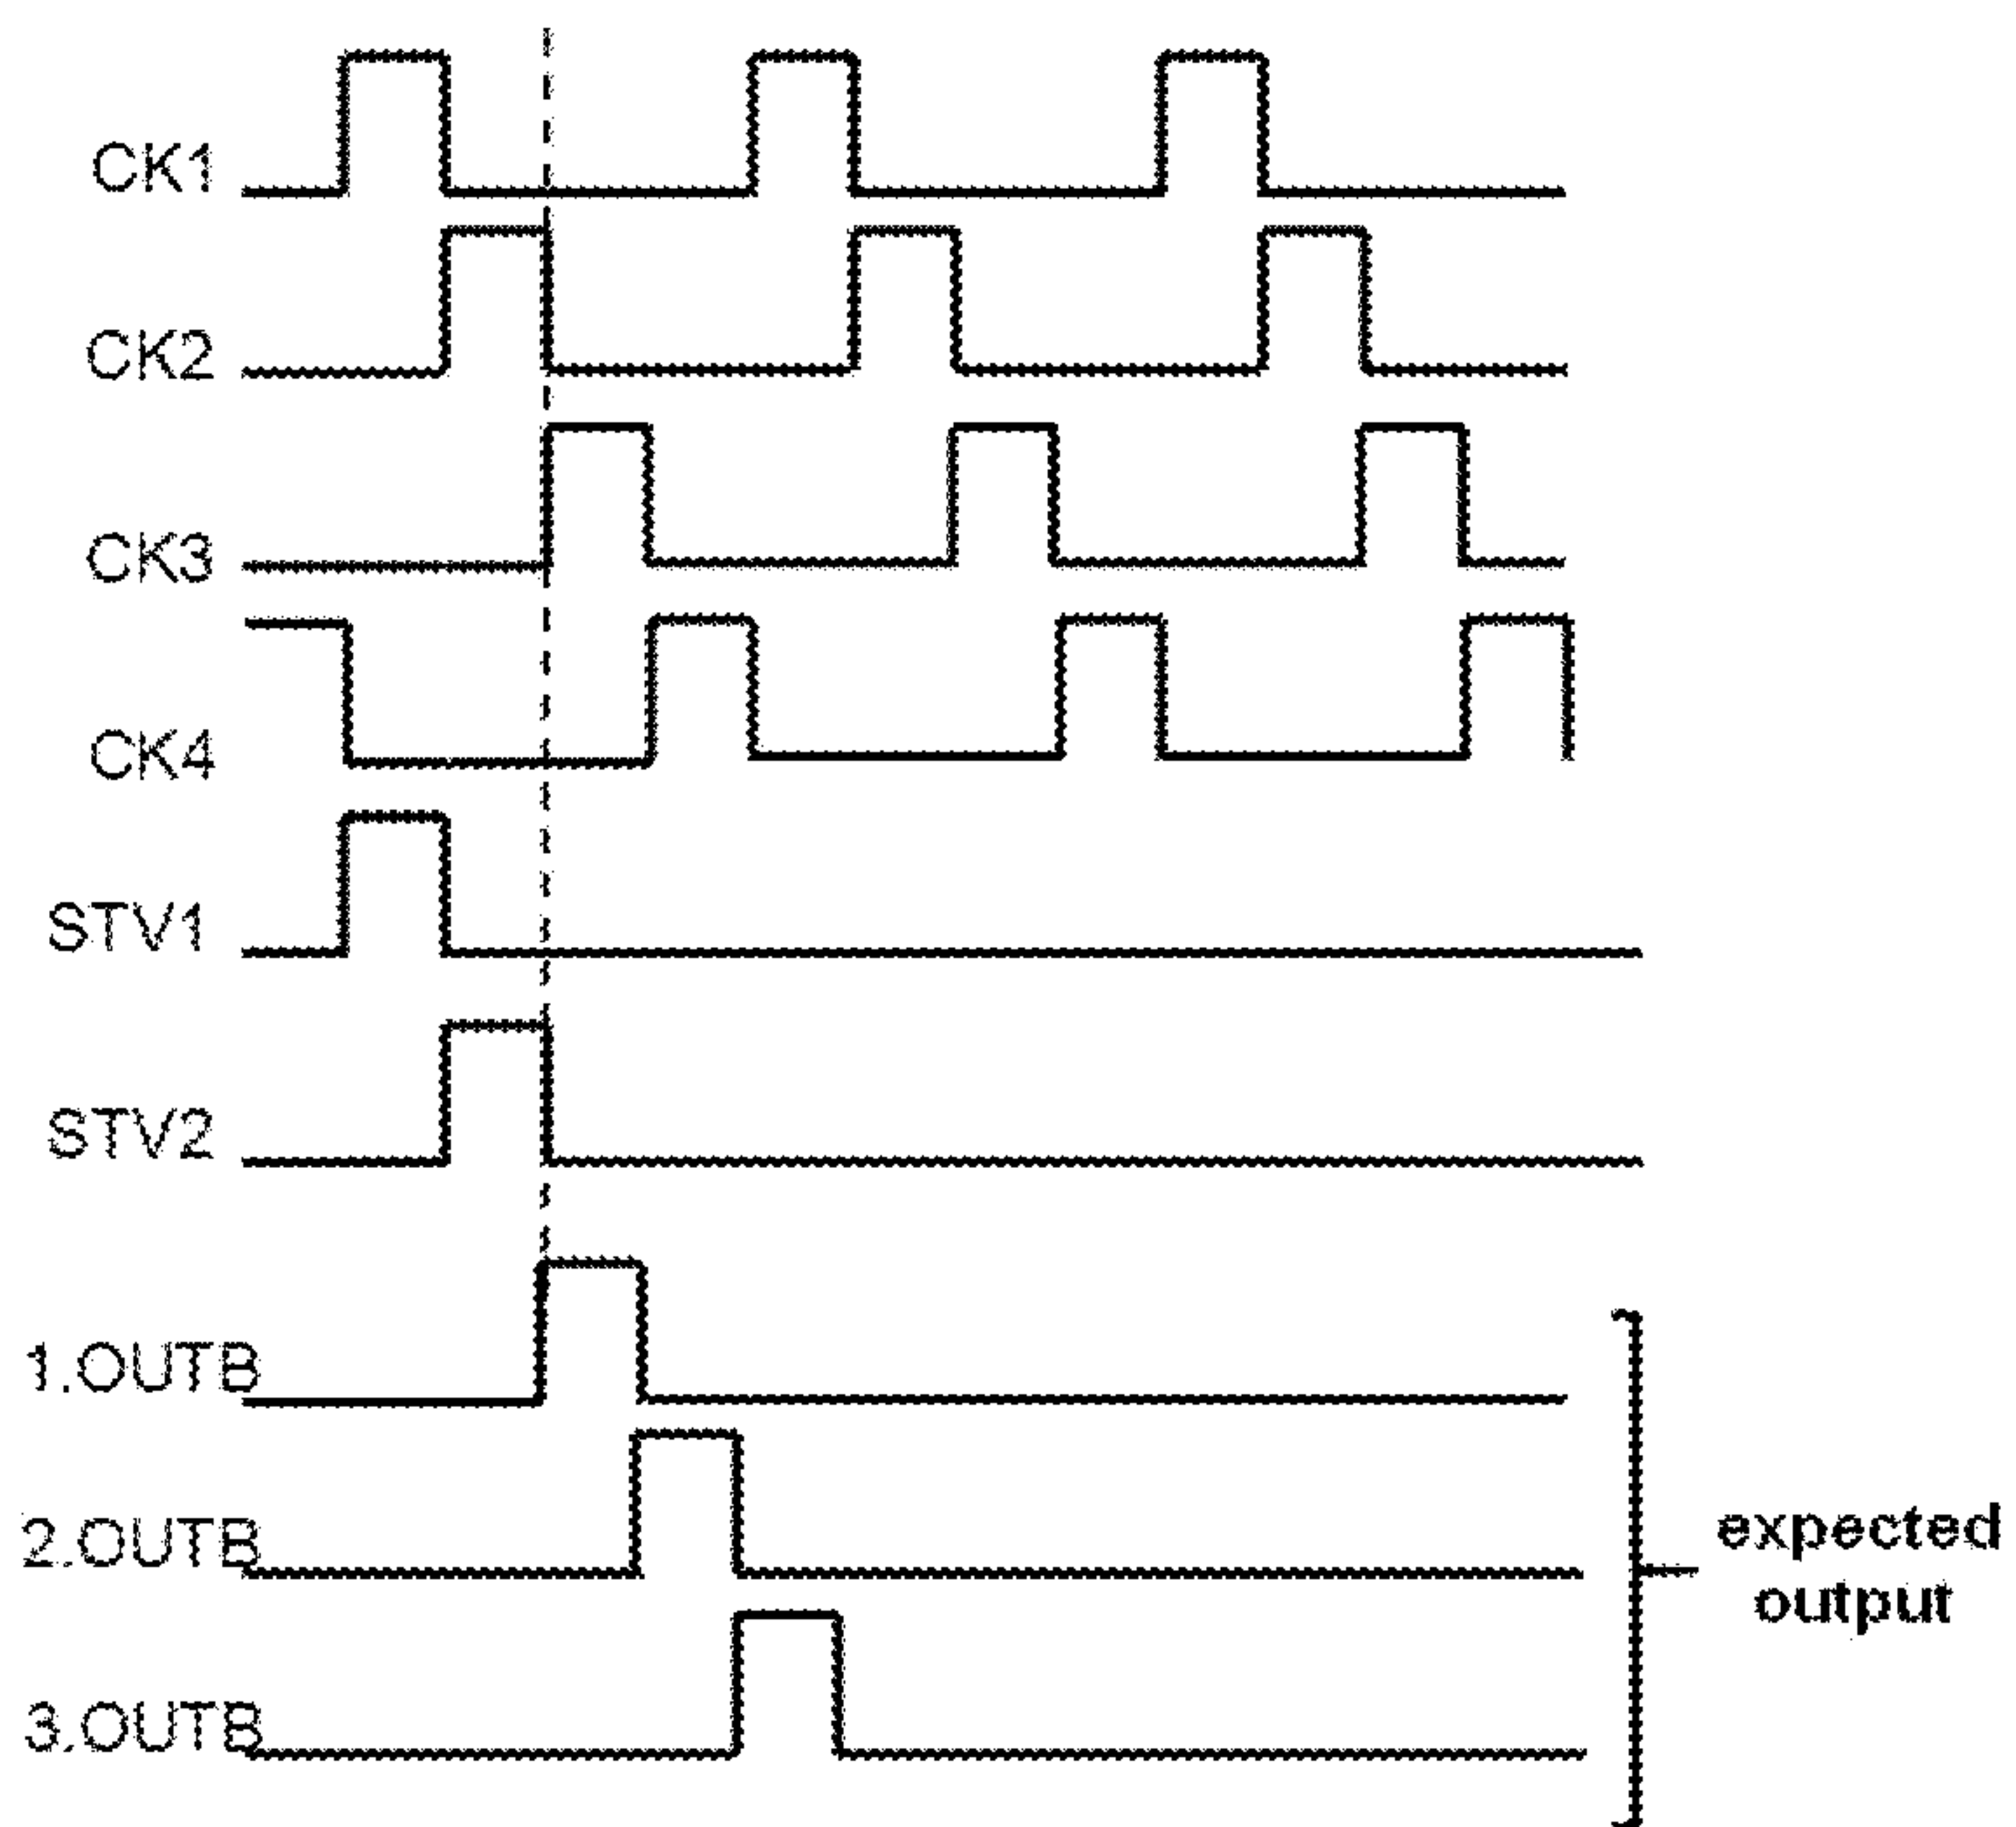 CK1
CK2
CK3
CK4
STV1
STV2
1.OUTB
2.OUTB
3.OUTB
expected
output